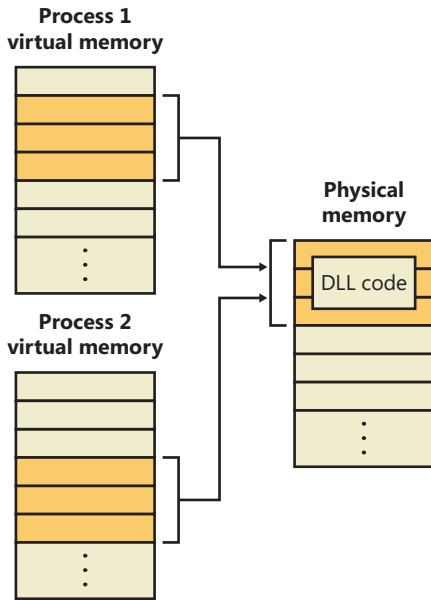 Process 1
virtual memory
Physical
memory
DLL code
Process 2
virtual memory